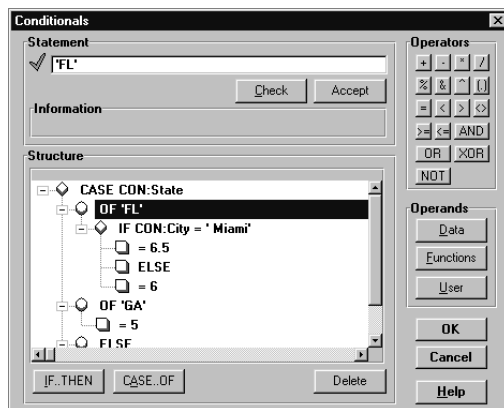 Conditionals
Statement
'FL'
Check Accept
Information
Structure
CASE CON:State
OF 'FL'
IF CON:City = ' Miami'
= 6.5
ELSE
= 6
OF 'GA'
= 5
ELSE
IF..THEN CASE..OF Delete
Operators
+ - * /
% & ^ (.)
= < > <>
>= <= AND
OR XOR
NOT
Operands
Data
Functions
User
OK
Cancel
Help